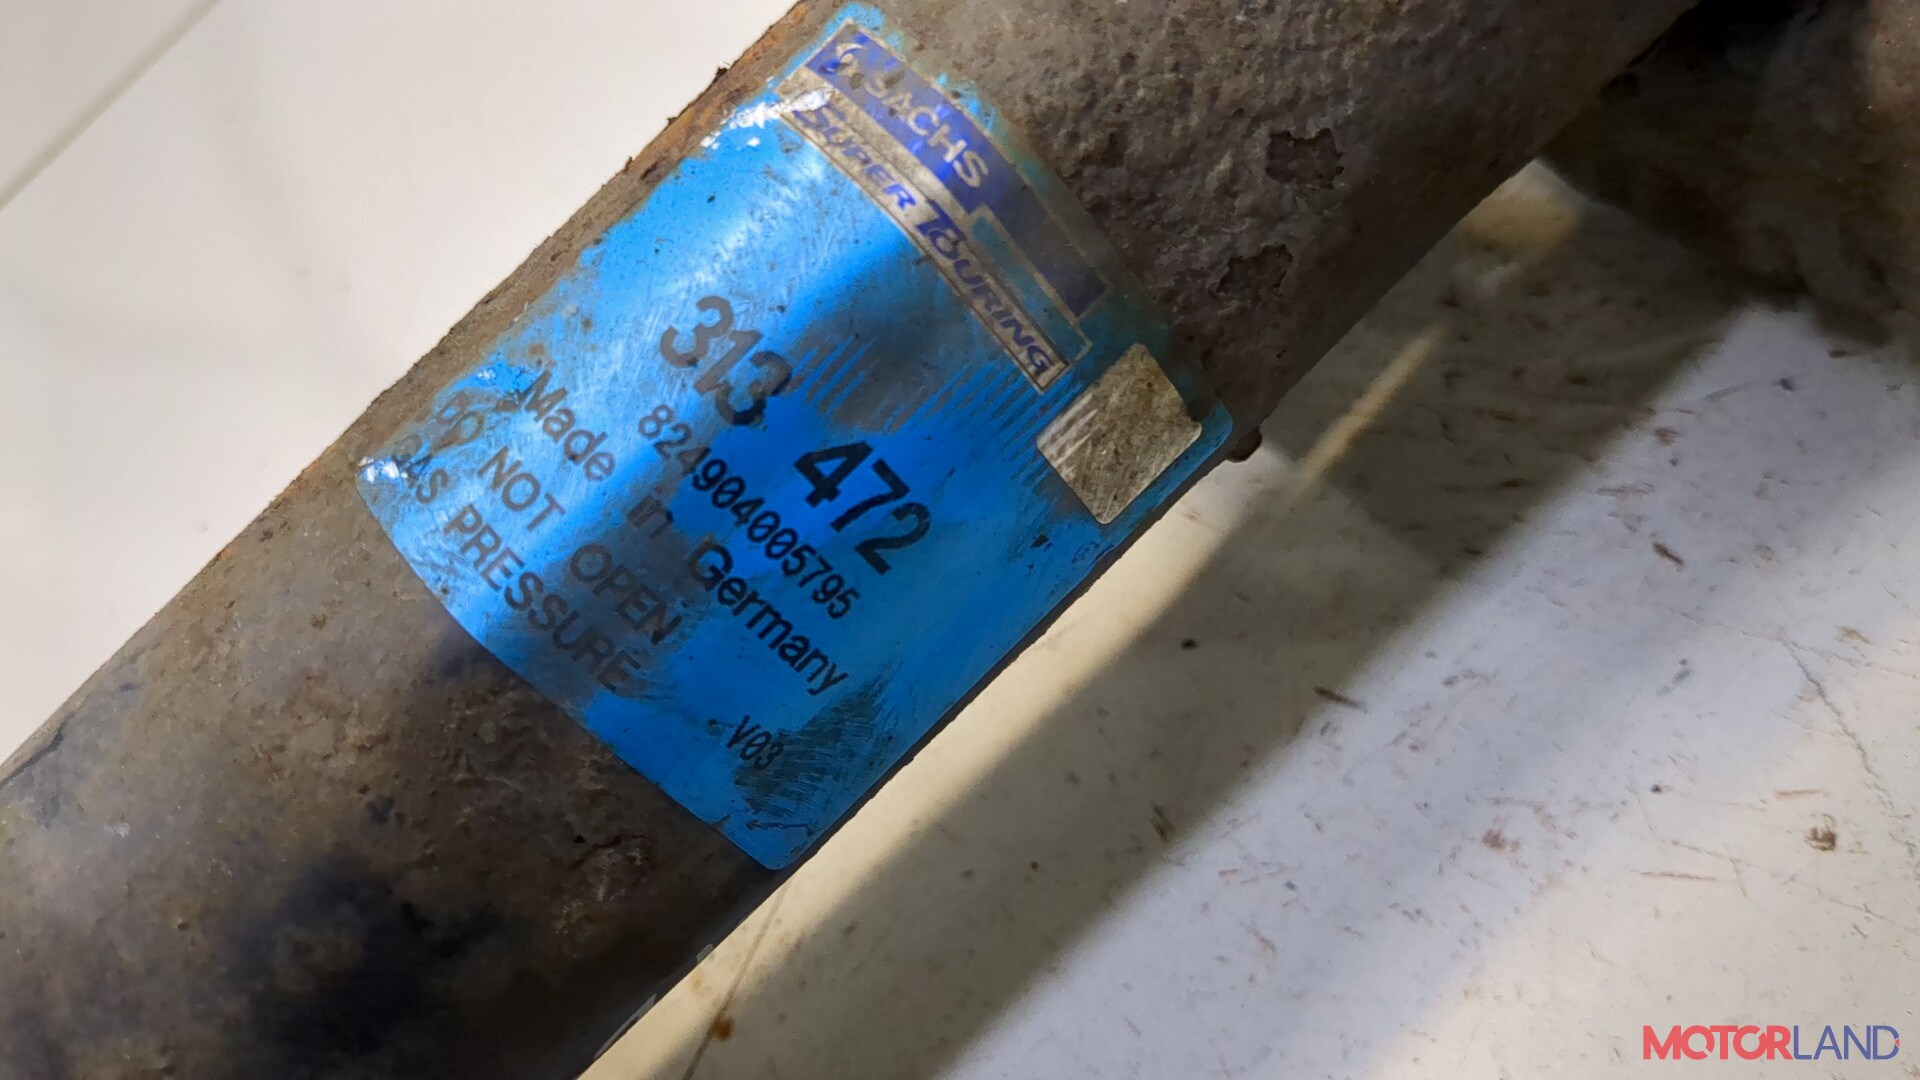 SACHS
SUPER TOURING
313 472
824904005795
Made in Germany
DO NOT OPEN
GAS PRESSURE
V03
MOTORLAND